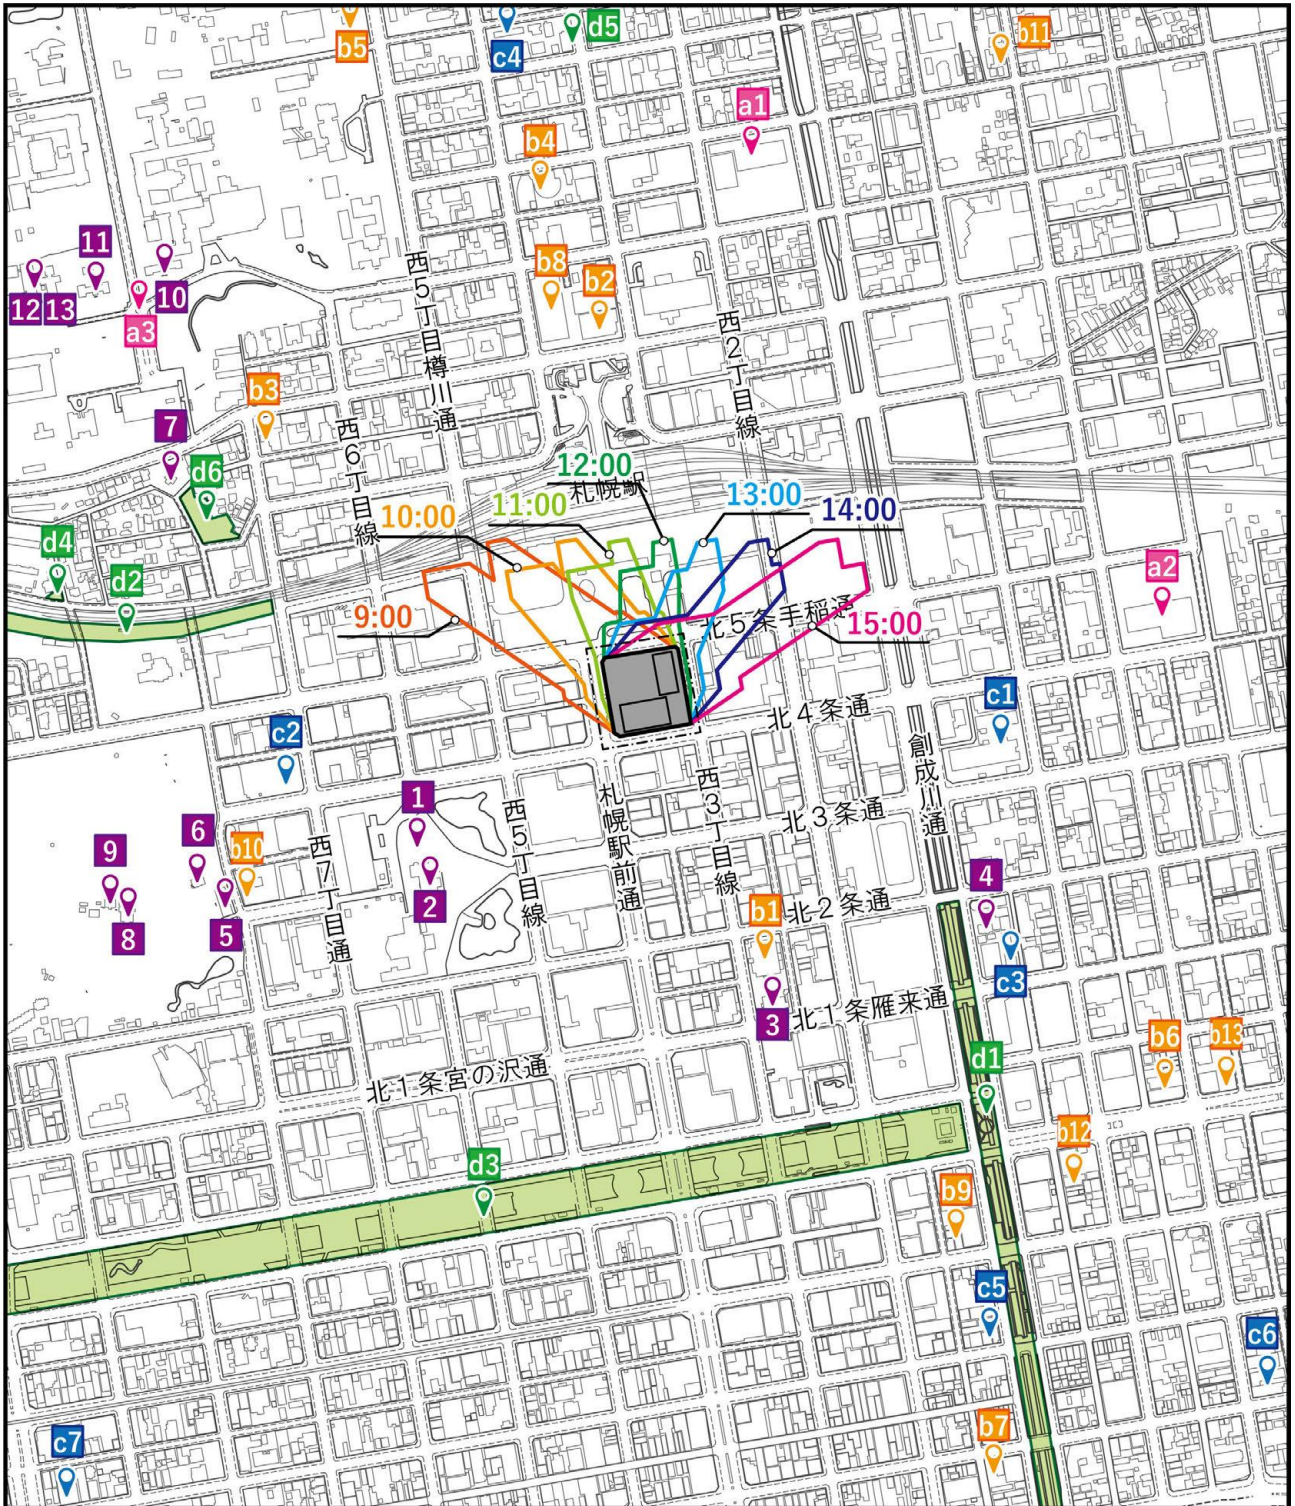 b5
c4
d5
b11
a1
b4
11
12 13
10
a3
b8
b2
西5丁目樽川通
西2丁目線
b3
7
d6
西6丁目線
12:00
札幌駅
11:00
10:00
13:00
14:00
d4
d2
a2
9:00
北5条手稲通
15:00
c2
c1
北4条通
創成川通
1
西5丁目線
札幌駅前通
西3丁目線
北3条通
6
b10
9
西7丁目通
4
8
5
2
b1
北2条通
c3
3
北1条雁来通
北1条宮の沢通
d1
b6
b13
b12
d3
b9
c5
c6
c7
b7